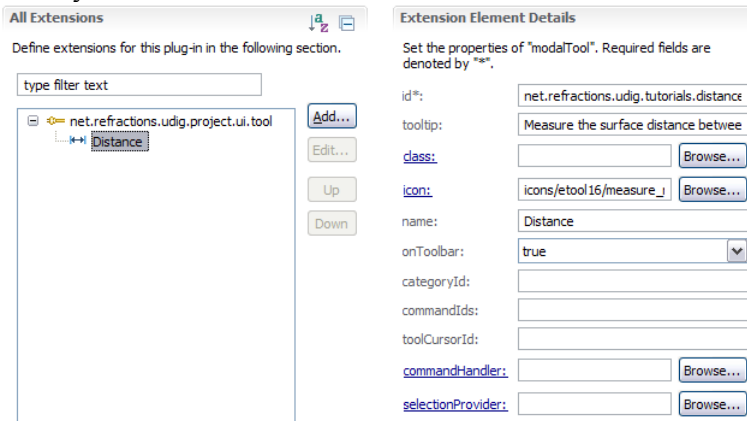 All Extensions
Define extensions for this plug-in in the following section.
type filter text
net.refractions.udig.project.ui.tool
Distance
Add...
Edit...
Up
Down
Extension Element Details
Set the properties of "modalTool". Required fields are
denoted by "*".
id*: net.refractions.udig.tutorials.distance
tooltip: Measure the surface distance betwee
class: Browse...
icon: icons/etool16/measure_ Browse...
name: Distance
onToolbar: true
categoryId:
commandIds:
toolCursorId:
commandHandler: Browse...
selectionProvider: Browse...